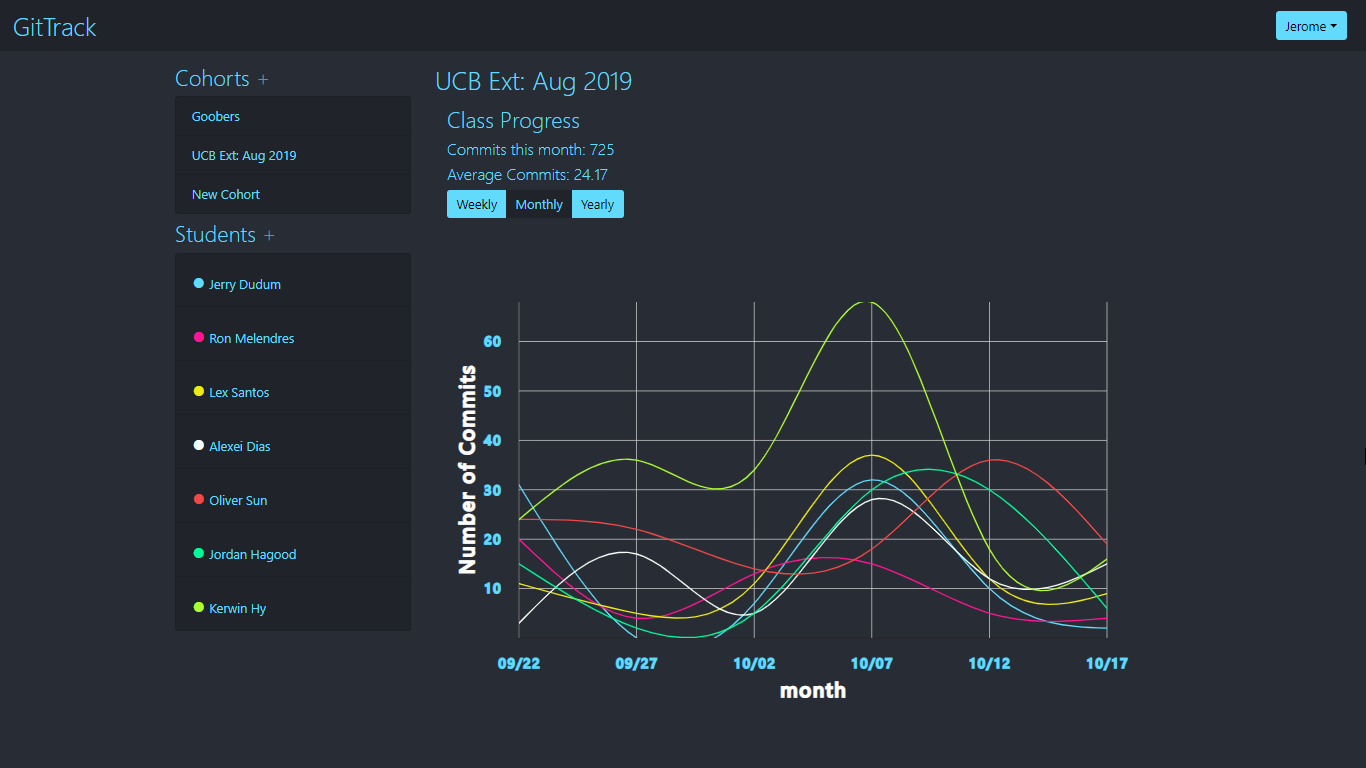 GitTrack
Jerome
Cohorts +
Goobers
UCB Ext: Aug 2019
New Cohort
Students +
Jerry Dudum
Ron Melendres
Lex Santos
Alexei Dias
Oliver Sun
Jordan Hagood
Kerwin Hy
UCB Ext: Aug 2019
Class Progress
Commits this month: 725
Average Commits: 24.17
Weekly Monthly Yearly
Number of Commits
60
50
40
30
20
10
09/22 09/27 10/02 10/07 10/12 10/17
month